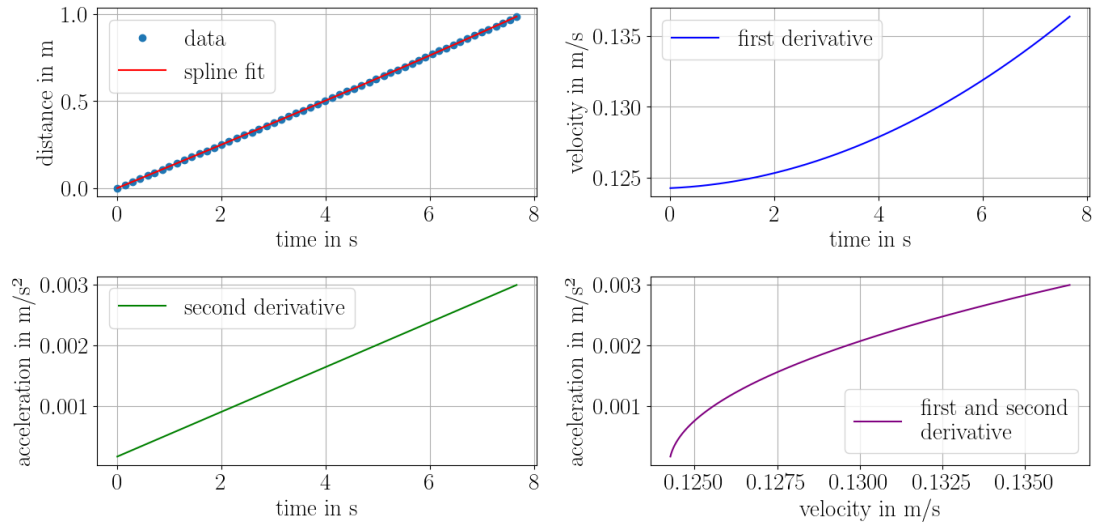 distance in m
1.0
0.5
0.0
data
spline fit
0 2 4 6 8
time in s
velocity in m/s
0.135
0.130
0.125
first derivative
0 2 4 6 8
time in s
acceleration in m/s²
0.003
0.002
0.001
second derivative
0 2 4 6 8
time in s
acceleration in m/s²
0.003
0.002
0.001
first and second
derivative
0.1250 0.1275 0.1300 0.1325 0.1350
velocity in m/s